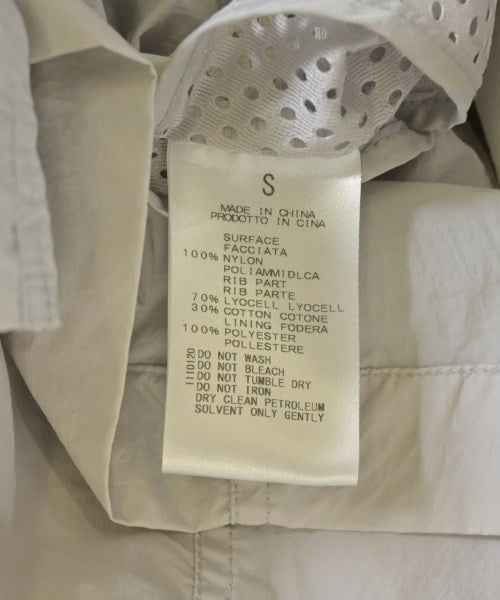 S
MADE IN CHINA
PRODOTTO IN CINA
SURFACE
FACCIATA
100% NYLON
POLIAMMIDLCA
RIB PART
RIB PARTE
70% LYOCELL LYOCELL
30% COTTON COTONE
LINING FODERA
100% POLYESTER
POLLESTERE
DO NOT WASH
DO NOT BLEACH
DO NOT TUMBLE DRY
DO NOT IRON
DRY CLEAN PETROLEUM
SOLVENT ONLY GENTLY
1110120